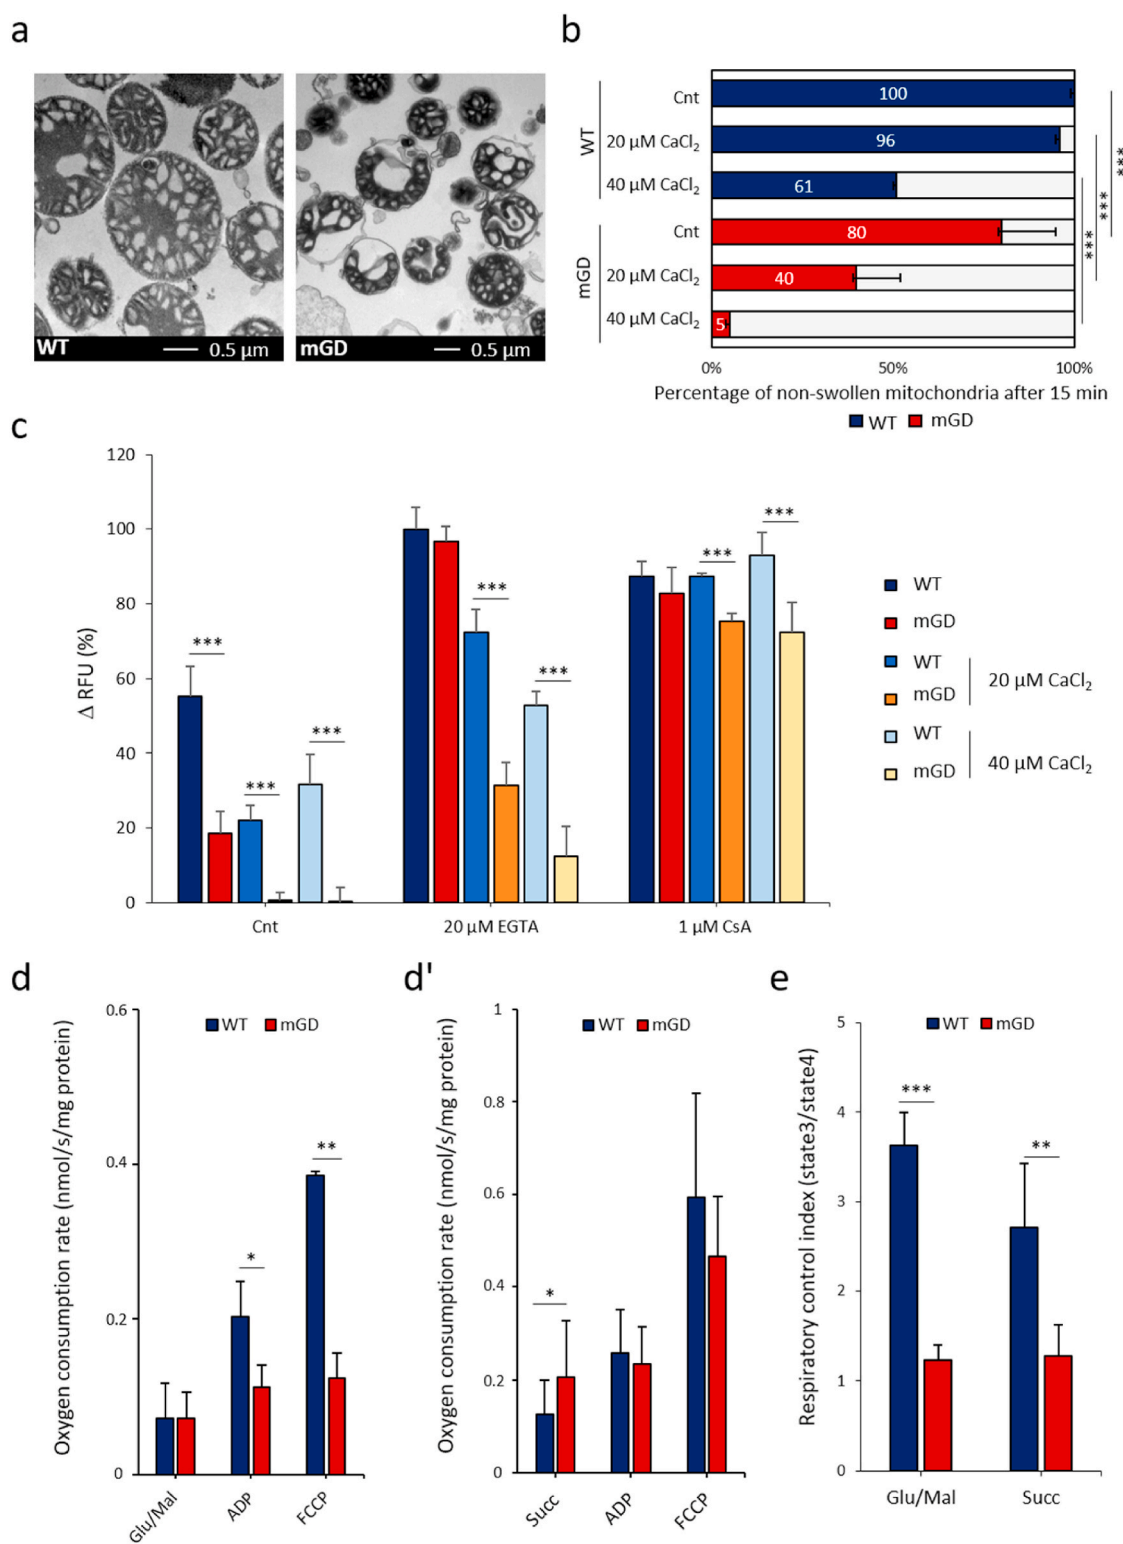 a
WT
0.5 µm
mGD
0.5 µm
b
WT
Cnt
100
20 µM CaCl₂
96
40 µM CaCl₂
61
mGD
Cnt
80
20 µM CaCl₂
40
40 µM CaCl₂
5
***
***
***
0% 50% 100%
Percentage of non-swollen mitochondria after 15 min
WT mGD
c
Δ RFU (%)
120
100
80
60
40
20
0
***
***
***
***
***
***
***
Cnt 20 µM EGTA 1 µM CsA
WT
mGD
WT
mGD
20 µM CaCl₂
WT
mGD
40 µM CaCl₂
d
Oxygen consumption rate (nmol/s/mg protein)
WT mGD
0.6
0.4
0.2
0
*
**
Glu/Mal ADP FCCP
d'
Oxygen consumption rate (nmol/s/mg protein)
WT mGD
1
0.8
0.6
0.4
0.2
0
*
Succ ADP FCCP
e
Respiratory control index (state3/state4)
WT mGD
5
4
3
2
1
0
***
**
Glu/Mal Succ